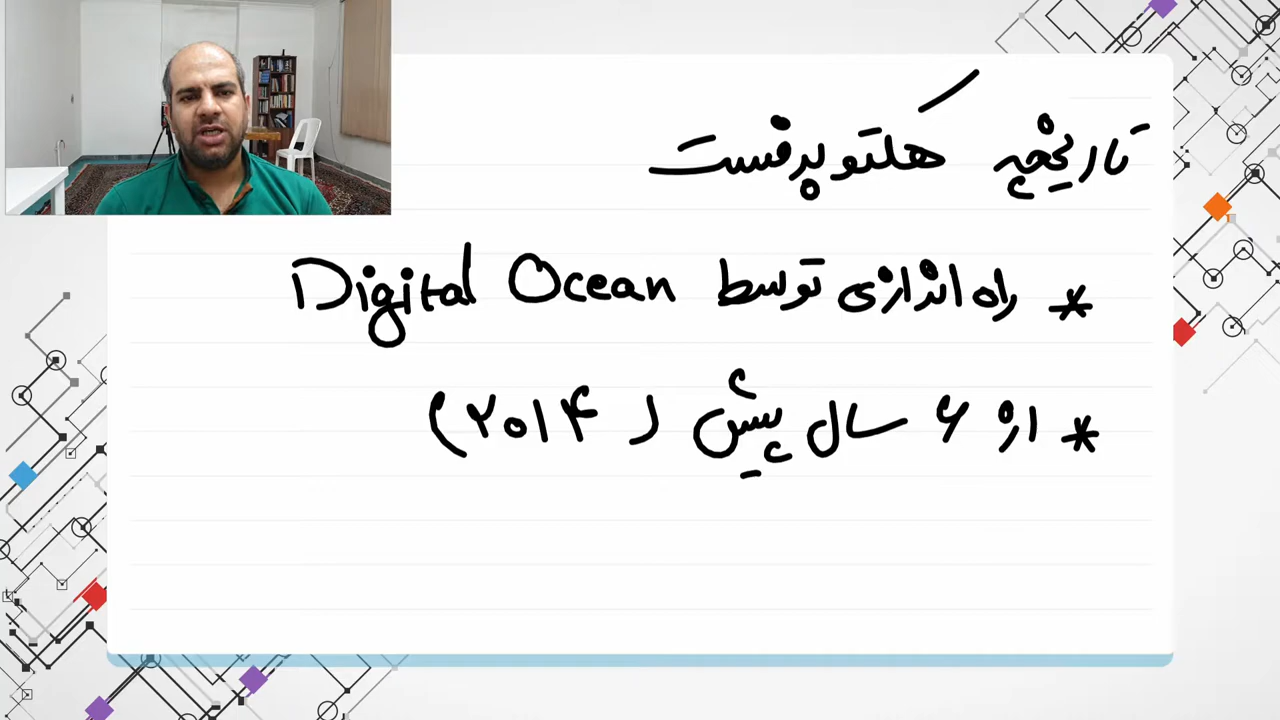 تاریخچه هکتوبرفست
* راه اندازی توسط Digital Ocean
* از ۶ سال پیش (۲۰۱۴)